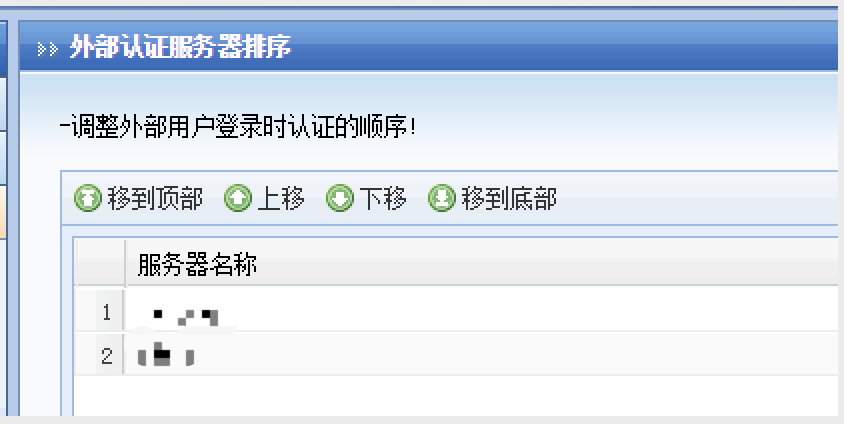 外部认证服务器排序
-调整外部用户登录时认证的顺序!
移到顶部 上移 下移 移到底部
服务器名称
1
2